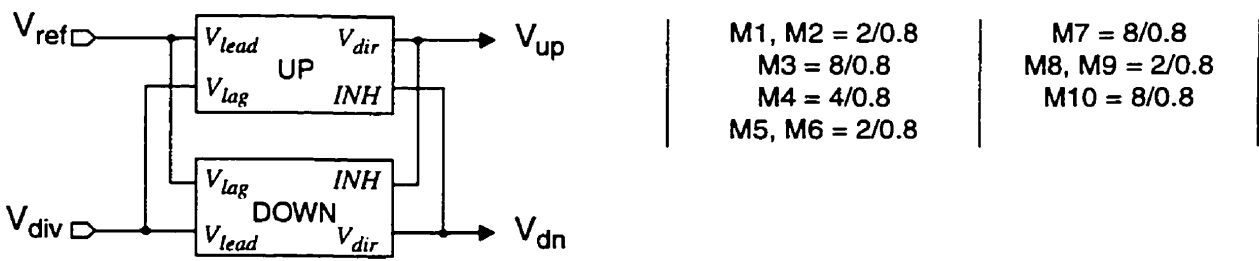 V_ref V_lead V_dir V_up
UP
V_lag INH
V_lag INH
DOWN
V_div V_lead V_dir V_dn
M1, M2 = 2/0.8
M3 = 8/0.8
M4 = 4/0.8
M5, M6 = 2/0.8
M7 = 8/0.8
M8, M9 = 2/0.8
M10 = 8/0.8